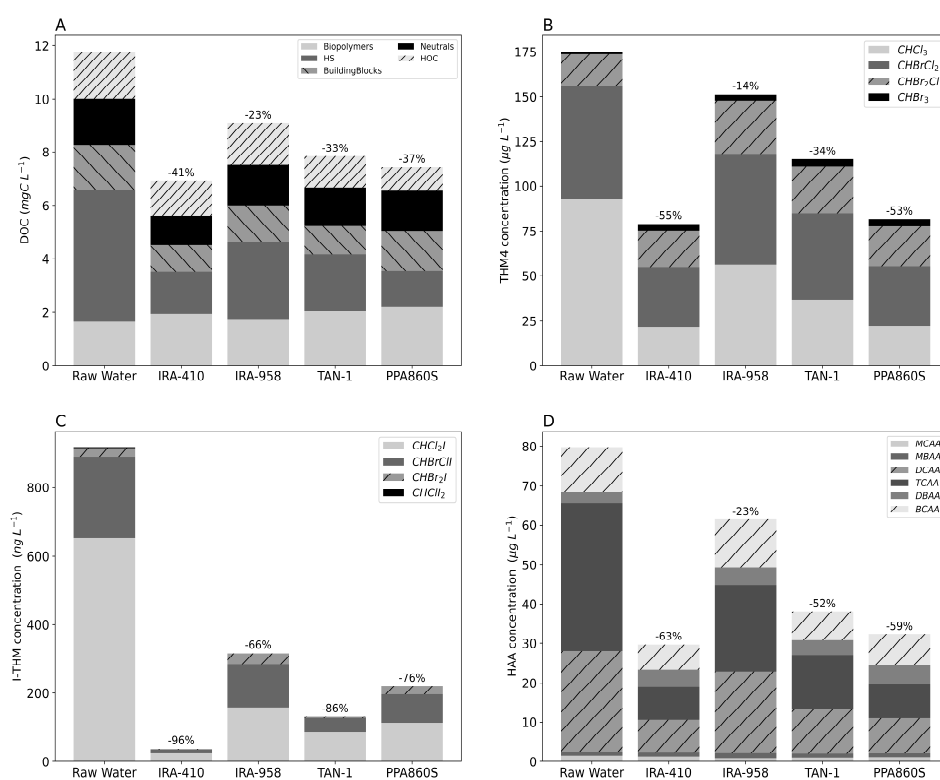 A
DOC (mgC L⁻¹)
12
10
8
6
4
2
0
Biopolymers
HS
BuildingBlocks
Neutrals
HOC
-41%
-23%
-33%
-37%
Raw Water IRA-410 IRA-958 TAN-1 PPA860S
B
THM4 concentration (µg L⁻¹)
175
150
125
100
75
50
25
0
CHCl₃
CHBrCl₂
CHBr₂Cl
CHBr₃
-55%
-14%
-34%
-53%
Raw Water IRA-410 IRA-958 TAN-1 PPA860S
C
I-THM concentration (ng L⁻¹)
800
600
400
200
0
CHCl₂I
CHBrClI
CHBr₂I
CHClI₂
-96%
-66%
86%
-76%
Raw Water IRA-410 IRA-958 TAN-1 PPA860S
D
HAA concentration (µg L⁻¹)
80
70
60
50
40
30
20
10
0
MCAA
MBAA
DCAA
TCAA
DBAA
BCAA
-63%
-23%
-52%
-59%
Raw Water IRA-410 IRA-958 TAN-1 PPA860S